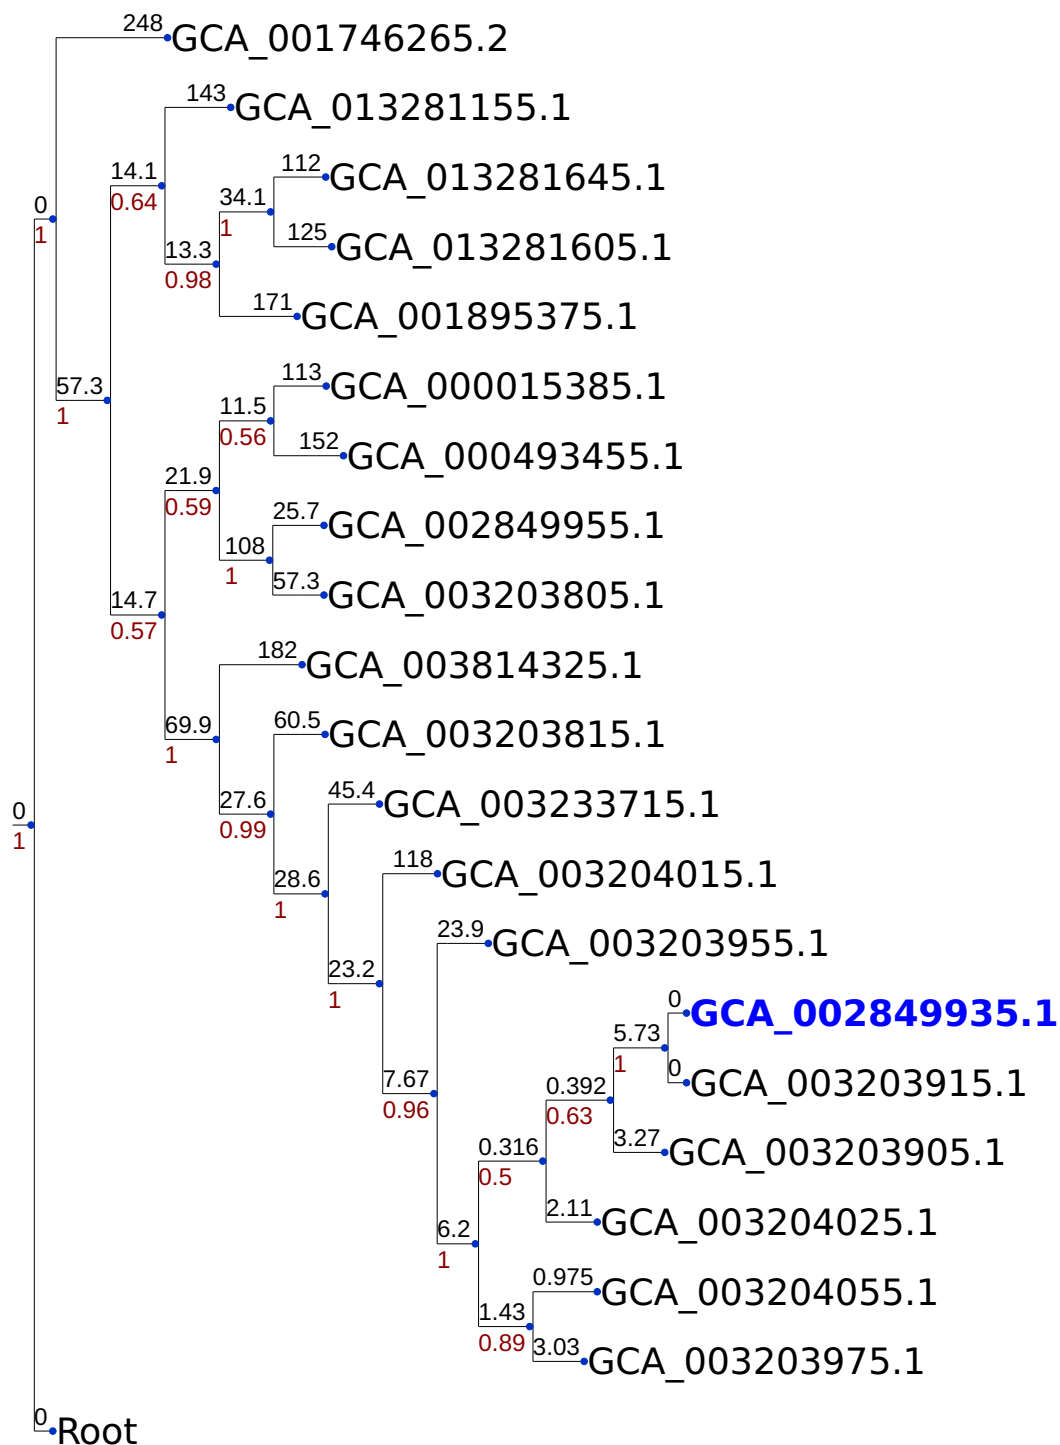 248 GCA_001746265.2
143 GCA_013281155.1
14.1
0.64
112 GCA_013281645.1
34.1
1
0
1
125 GCA_013281605.1
13.3
0.98
171 GCA_001895375.1
57.3
1
113 GCA_000015385.1
11.5
0.56
152 GCA_000493455.1
21.9
0.59
25.7 GCA_002849955.1
108
1
57.3 GCA_003203805.1
14.7
0.57
182 GCA_003814325.1
69.9
1
60.5 GCA_003203815.1
27.6
0.99
45.4 GCA_003233715.1
0
1
118 GCA_003204015.1
28.6
1
23.9 GCA_003203955.1
23.2
1
0 GCA_002849935.1
5.73
1
0 GCA_003203915.1
7.67
0.96
0.392
0.63
3.27 GCA_003203905.1
0.316
0.5
2.11 GCA_003204025.1
6.2
1
0.975 GCA_003204055.1
1.43
0.89
3.03 GCA_003203975.1
0 Root